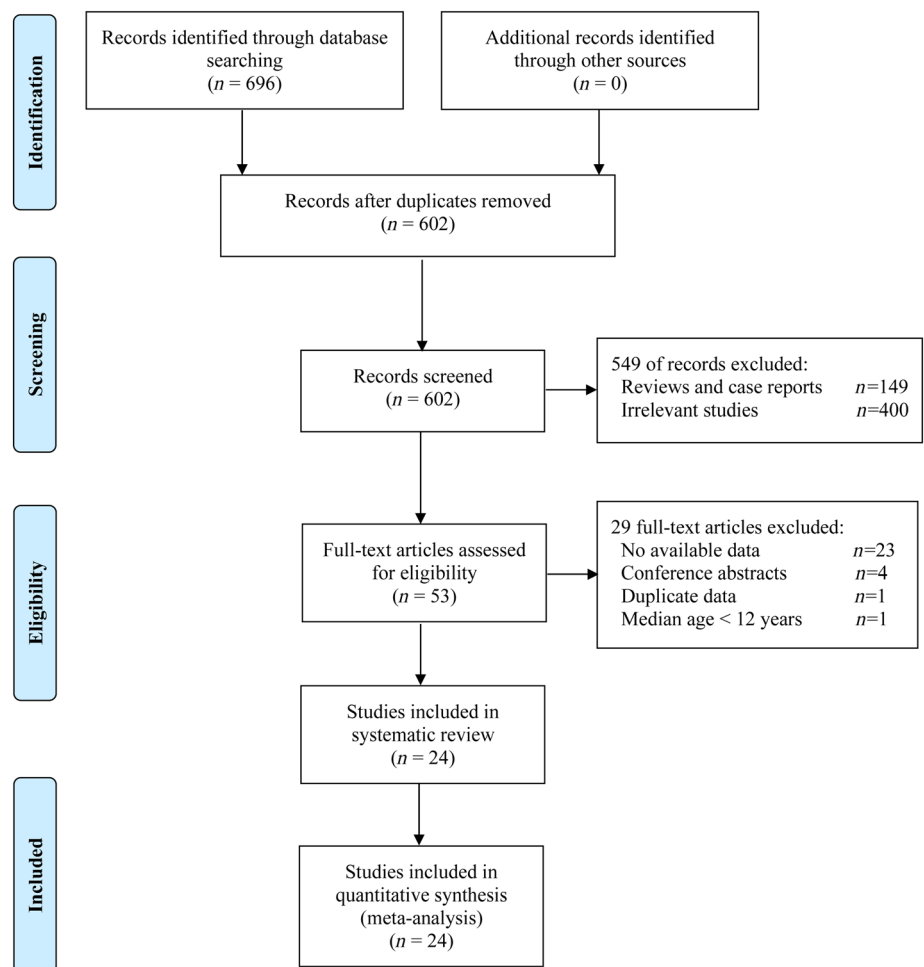 Identification
Records identified through database
searching
(n = 696)
Additional records identified
through other sources
(n = 0)
Records after duplicates removed
(n = 602)
Screening
Records screened
(n = 602)
549 of records excluded:
Reviews and case reports n=149
Irrelevant studies n=400
Eligibility
Full-text articles assessed
for eligibility
(n = 53)
29 full-text articles excluded:
No available data n=23
Conference abstracts n=4
Duplicate data n=1
Median age < 12 years n=1
Studies included in
systematic review
(n = 24)
Included
Studies included in
quantitative synthesis
(meta-analysis)
(n = 24)